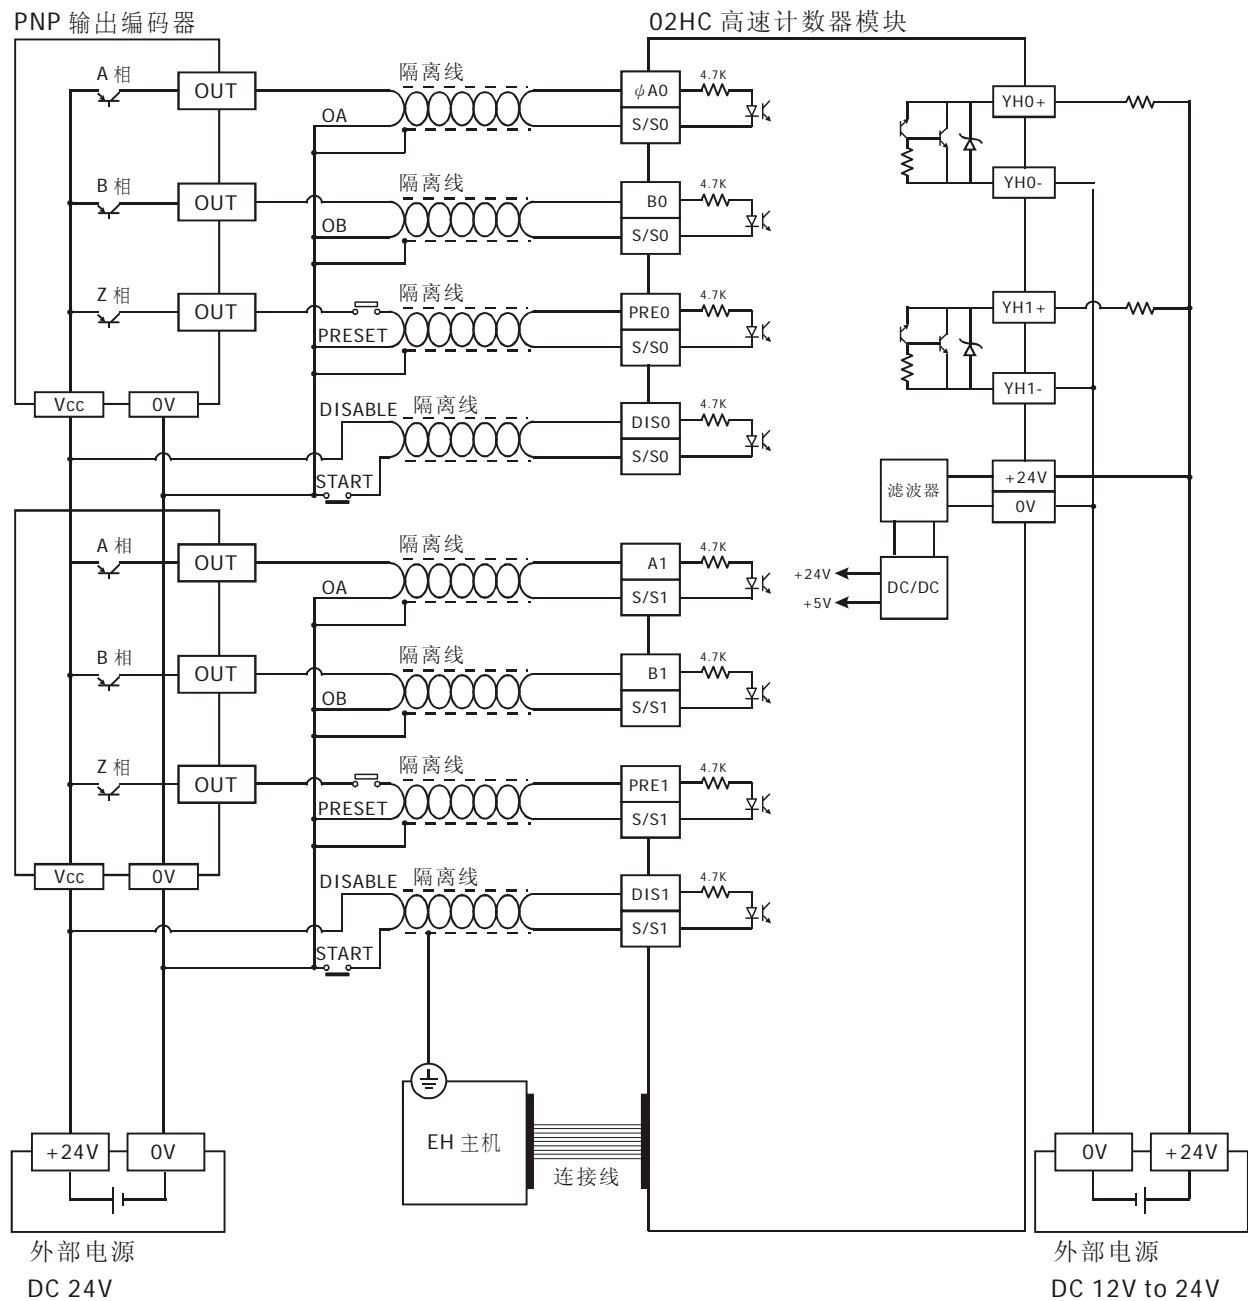 PNP 输出编码器
02HC 高速计数器模块
A 相
OUT
隔离线
OA
ϕA0
S/S0
4.7K
YH0+
YH0-
B 相
OUT
隔离线
OB
B0
S/S0
4.7K
Z 相
OUT
隔离线
PRESET
PRE0
S/S0
4.7K
YH1+
YH1-
Vcc
0V
DISABLE
隔离线
START
DIS0
S/S0
4.7K
滤波器
+24V
0V
DC/DC
+24V
+5V
A 相
OUT
隔离线
OA
A1
S/S1
4.7K
B 相
OUT
隔离线
OB
B1
S/S1
4.7K
Z 相
OUT
隔离线
PRESET
PRE1
S/S1
4.7K
Vcc
0V
DISABLE
隔离线
START
DIS1
S/S1
4.7K
EH 主机
连接线
+24V
0V
外部电源
DC 24V
0V
+24V
外部电源
DC 12V to 24V